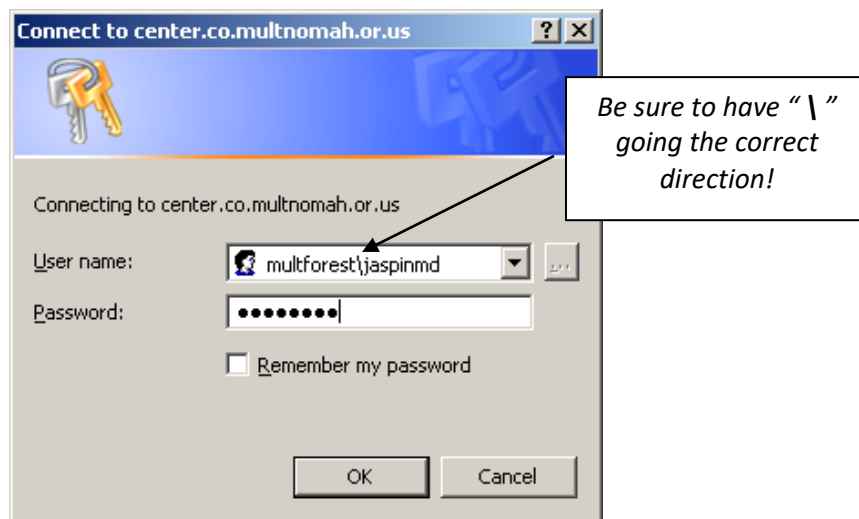 Connect to center.co.multnomah.or.us
Be sure to have “ \ ”
going the correct
direction!
Connecting to center.co.multnomah.or.us
User name:
multforest\jaspinmd
...
Password:
Remember my password
OK
Cancel